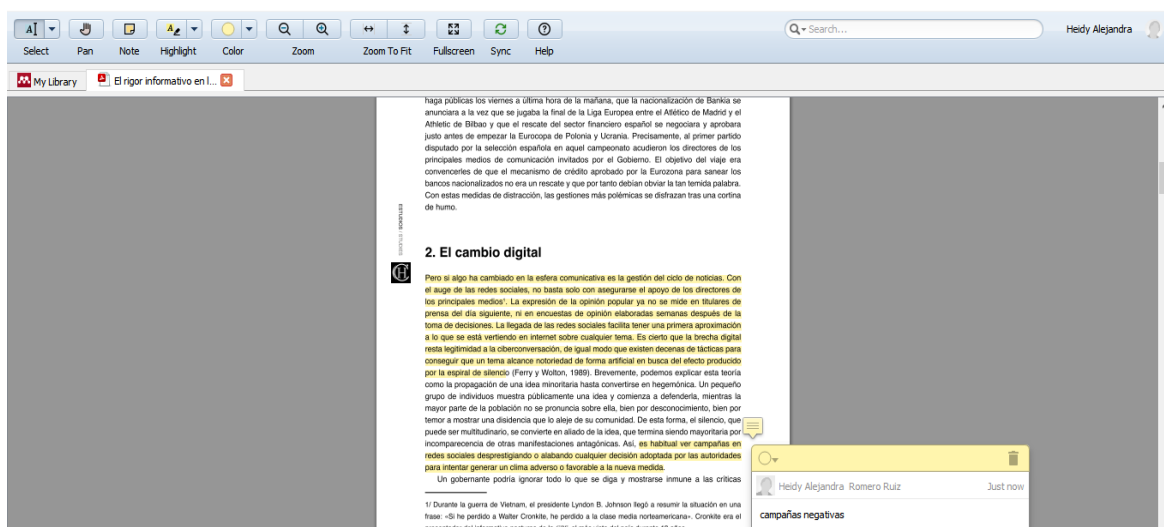 Search...
Heidy Alejandra
Select Pan Note Highlight Color Zoom Zoom To Fit Fullscreen Sync Help
My Library
El rigor informativo en l...
haga públicas los viernes a última hora de la mañana, que la nacionalización de Bankia se
anunciara a la vez que se jugaba la final de la Liga Europea entre el Atlético de Madrid y el
Athletic de Bilbao y que el rescate del sector financiero español se negociara y aprobara
justo antes de empezar la Eurocopa de Polonia y Ucrania. Precisamente, al primer partido
disputado por la selección española en aquel campeonato acudieron los directores de los
principales medios de comunicación invitados por el Gobierno. El objetivo del viaje era
convencerles de que el mecanismo de crédito aprobado por la Eurozona para sanear los
bancos nacionalizados no era un rescate y que por tanto debían obviar la tan temida palabra.
Con estas medidas de distracción, las gestiones más polémicas se disfrazan tras una cortina
de humo.
ESTUDIOS / STUDIES
2. El cambio digital
Pero si algo ha cambiado en la esfera comunicativa es la gestión del ciclo de noticias. Con
el auge de las redes sociales, no basta solo con asegurarse el apoyo de los directores de
los principales medios¹. La expresión de la opinión popular ya no se mide en titulares de
prensa del día siguiente, ni en encuestas de opinión elaboradas semanas después de la
toma de decisiones. La llegada de las redes sociales facilita tener una primera aproximación
a lo que se está vertiendo en internet sobre cualquier tema. Es cierto que la brecha digital
resta legitimidad a la ciberconversación, de igual modo que existen decenas de tácticas para
conseguir que un tema alcance notoriedad de forma artificial en busca del efecto producido
por la espiral de silencio (Ferry y Wolton, 1989). Brevemente, podemos explicar esta teoría
como la propagación de una idea minoritaria hasta convertirse en hegemónica. Un pequeño
grupo de individuos muestra públicamente una idea y comienza a defenderla, mientras la
mayor parte de la población no se pronuncia sobre ella, bien por desconocimiento, bien por
temor a mostrar una disidencia que lo aleje de su comunidad. De esta forma, el silencio, que
puede ser multitudinario, se convierte en aliado de la idea, que termina siendo mayoritaria por
incomparecencia de otras manifestaciones antagónicas. Así, es habitual ver campañas en
redes sociales desprestigiando o alabando cualquier decisión adoptada por las autoridades
para intentar generar un clima adverso o favorable a la nueva medida.
Un gobernante podría ignorar todo lo que se diga y mostrarse inmune a las críticas
1/ Durante la guerra de Vietnam, el presidente Lyndon B. Johnson llegó a resumir la situación en una
frase: «Si he perdido a Walter Cronkite, he perdido a la clase media norteamericana». Cronkite era el
Heidy Alejandra Romero Ruiz
Just now
campañas negativas